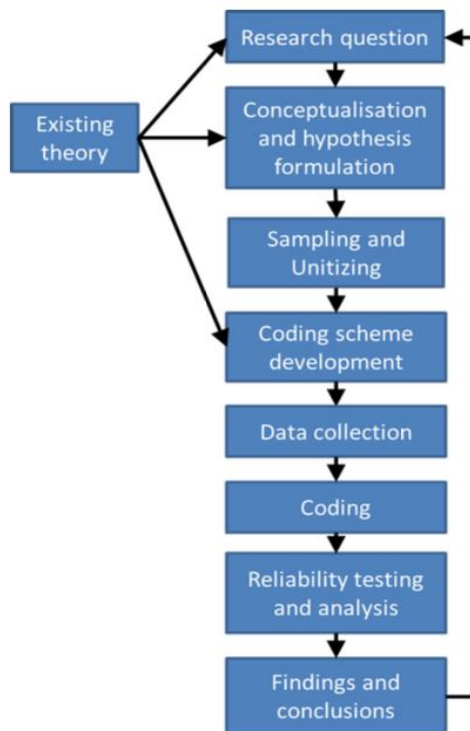 Research question
Existing
theory
Conceptualisation
and hypothesis
formulation
Sampling and
Unitizing
Coding scheme
development
Data collection
Coding
Reliability testing
and analysis
Findings and
conclusions